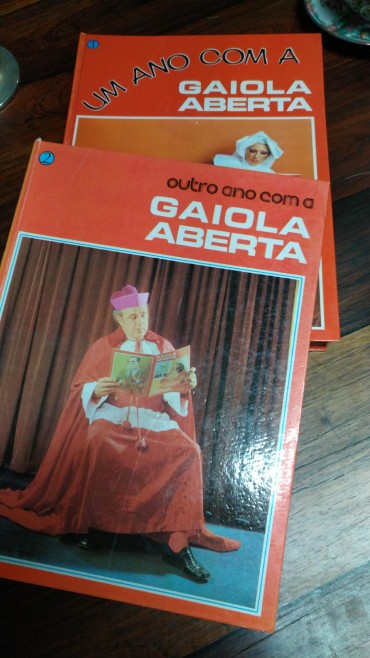 1
UM ANO COM A
GAIOLA
ABERTA
2
outro ano com a
GAIOLA
ABERTA